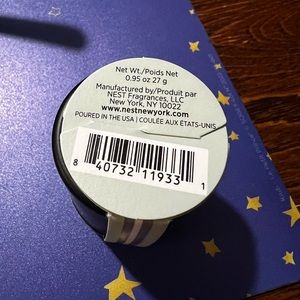 Net Wt./Poids Net
0.95 oz 27 g
Manufactured by/Produit par
NEST Fragrances, LLC
New York, NY 10022
www.nestnewyork.com
POURED IN THE USA | COULÉE AUX ÉTATS-UNIS
8 40732 11933 1